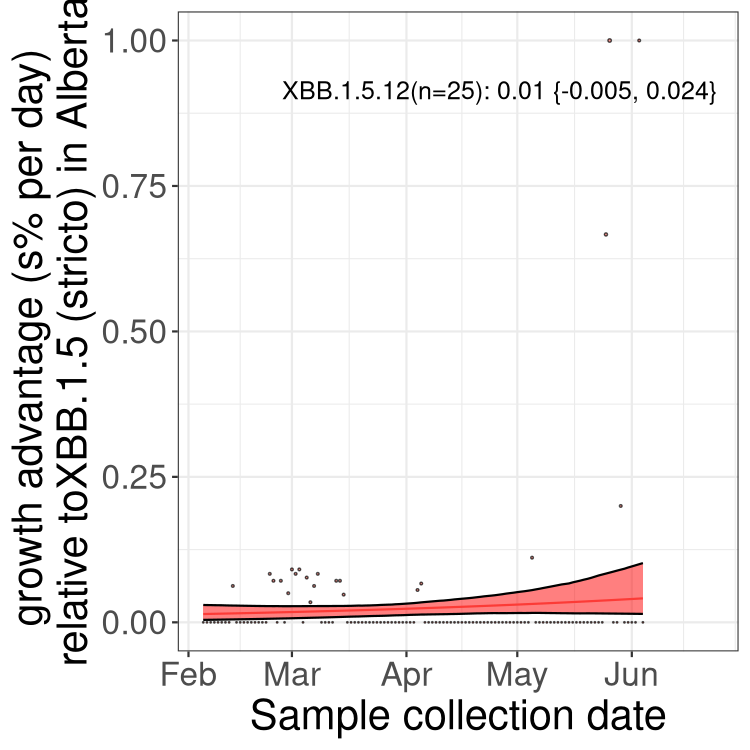 growth advantage (s% per day)
relative toXBB.1.5 (stricto) in Alberta
1.00
0.75
0.50
0.25
0.00
XBB.1.5.12(n=25): 0.01 {-0.005, 0.024}
Feb Mar Apr May Jun
Sample collection date